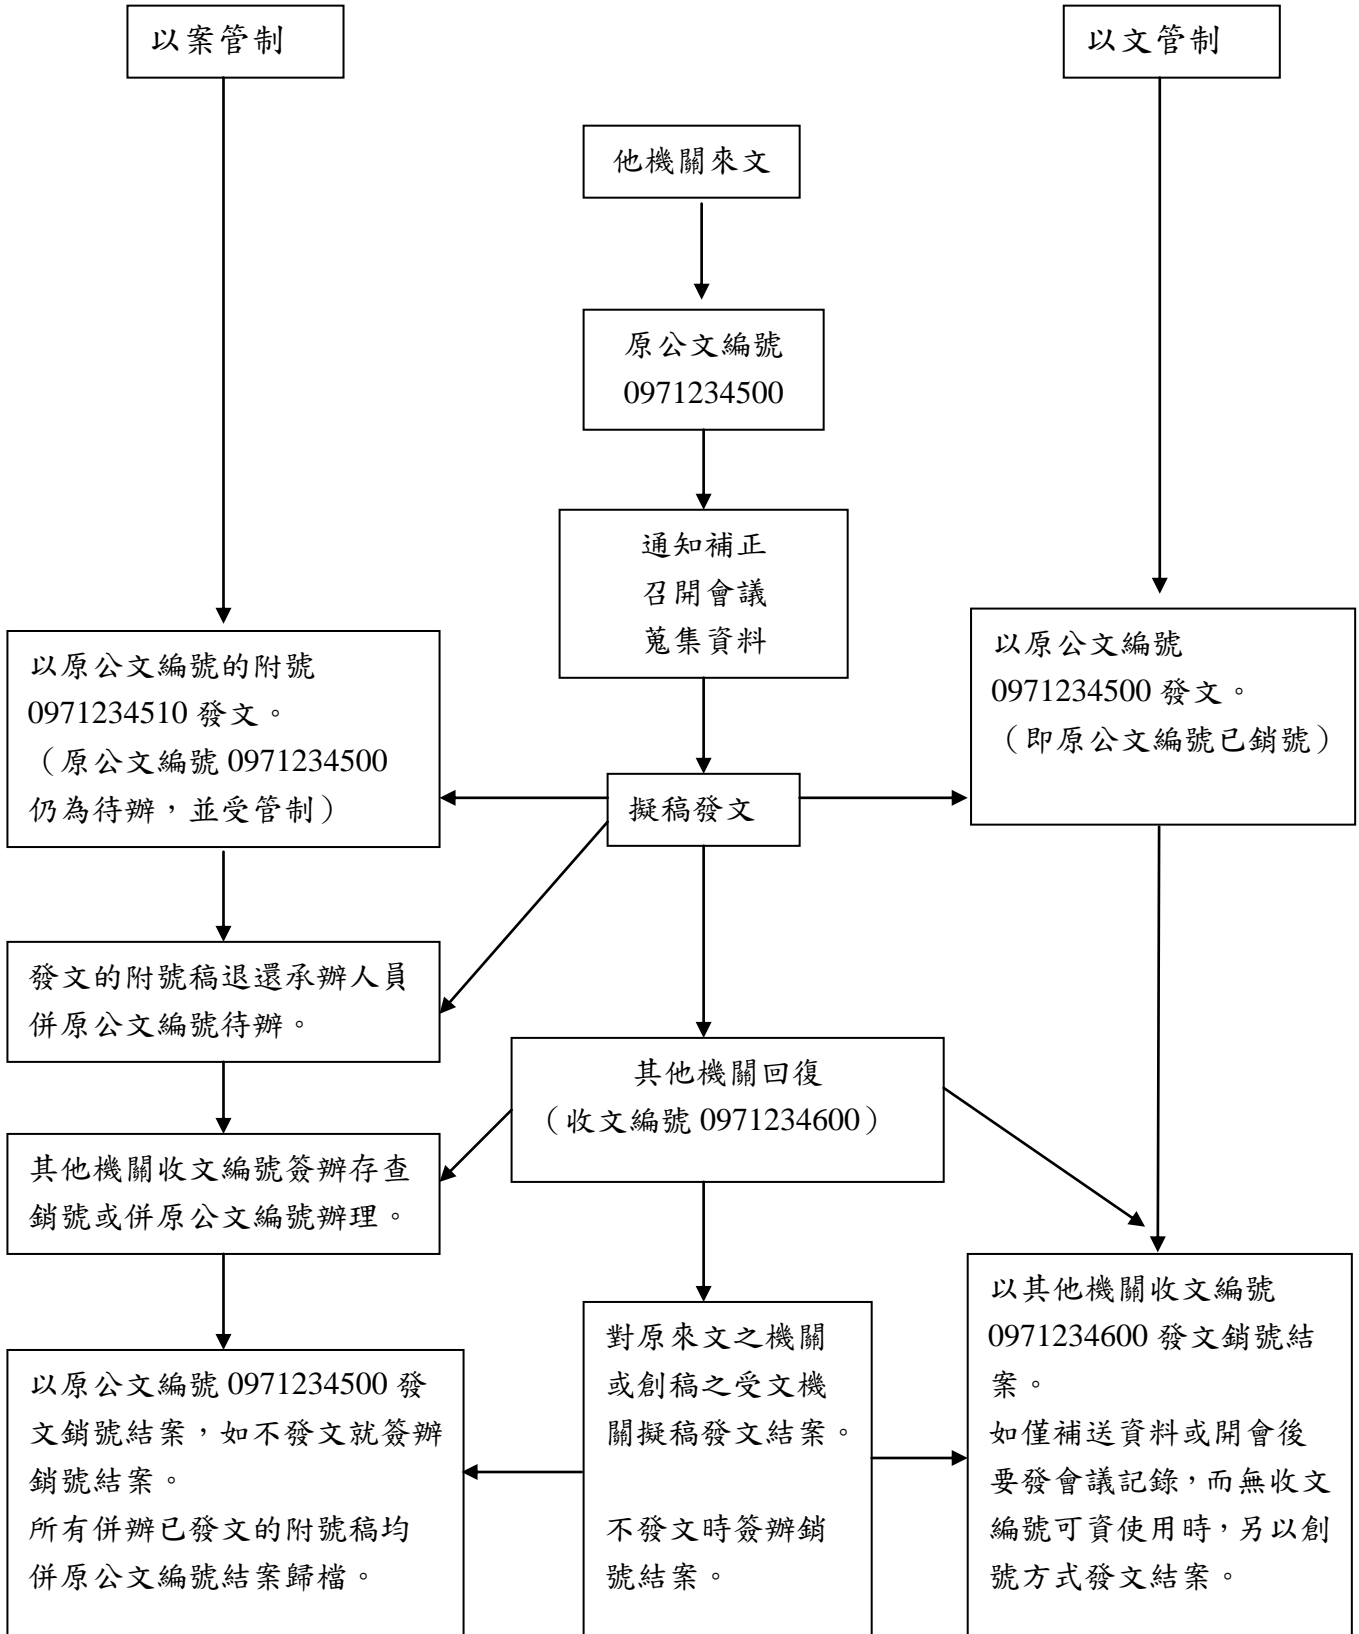 以案管制
以文管制
他機關來文
原公文編號
0971234500
通知補正
召開會議
蒐集資料
以原公文編號的附號
0971234510 發文。
（原公文編號 0971234500
仍為待辦，並受管制）
擬稿發文
以原公文編號
0971234500 發文。
（即原公文編號已銷號）
發文的附號稿退還承辦人員
併原公文編號待辦。
其他機關回復
（收文編號 0971234600）
其他機關收文編號簽辦存查
銷號或併原公文編號辦理。
以原公文編號 0971234500 發
文銷號結案，如不發文就簽辦
銷號結案。
所有併辦已發文的附號稿均
併原公文編號結案歸檔。
對原來文之機關
或創稿之受文機
關擬稿發文結案。
不發文時簽辦銷
號結案。
以其他機關收文編號
0971234600 發文銷號結
案。
如僅補送資料或開會後
要發會議記錄，而無收文
編號可資使用時，另以創
號方式發文結案。